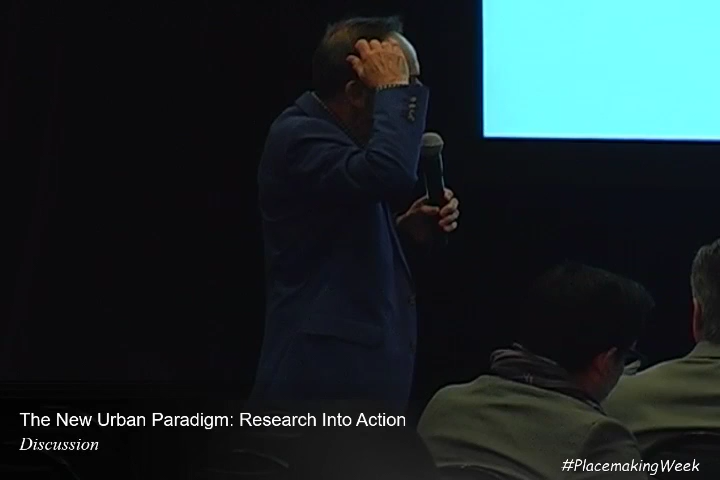 The New Urban Paradigm: Research Into Action
Discussion
#PlacemakingWeek